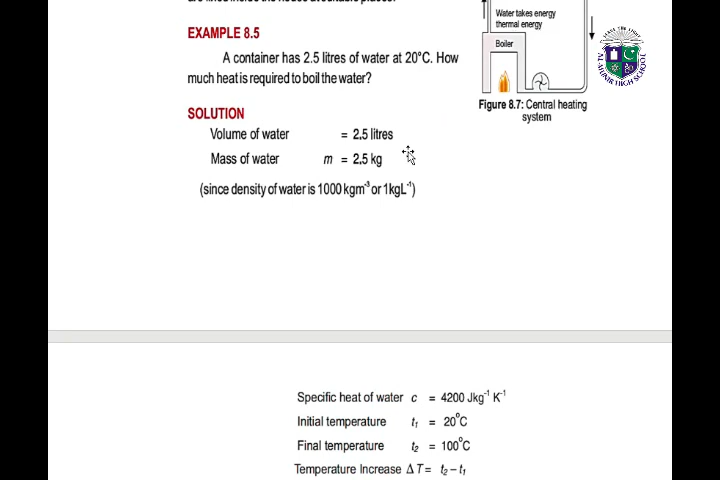 EXAMPLE 8.5
A container has 2.5 litres of water at 20°C. How
much heat is required to boil the water?
SOLUTION
Volume of water = 2.5 litres
Mass of water m = 2.5 kg
(since density of water is 1000 kgm⁻³ or 1kgL⁻¹)
Water takes energy
thermal energy
Boiler
Figure 8.7: Central heating
system
AL-MUNIR HIGH SCHOOL
Specific heat of water c = 4200 Jkg⁻¹ K⁻¹
Initial temperature t₁ = 20°C
Final temperature t₂ = 100°C
Temperature Increase ΔT = t₂ – t₁